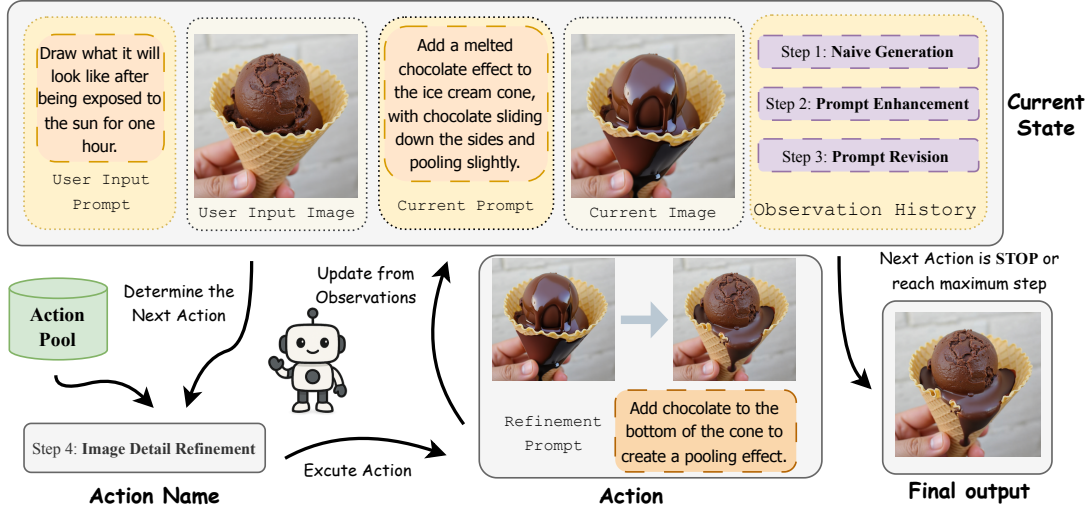 Draw what it will
look like after
being exposed to
the sun for one
hour.
User Input
Prompt
User Input Image
Add a melted
chocolate effect to
the ice cream cone,
with chocolate sliding
down the sides and
pooling slightly.
Current Prompt
Current Image
Step 1: Naive Generation
Step 2: Prompt Enhancement
Step 3: Prompt Revision
Observation History
Current
State
Action
Pool
Determine the
Next Action
Update from
Observations
Step 4: Image Detail Refinement
Action Name
Excute Action
Refinement
Prompt
Add chocolate to the
bottom of the cone to
create a pooling effect.
Action
Next Action is STOP or
reach maximum step
Final output